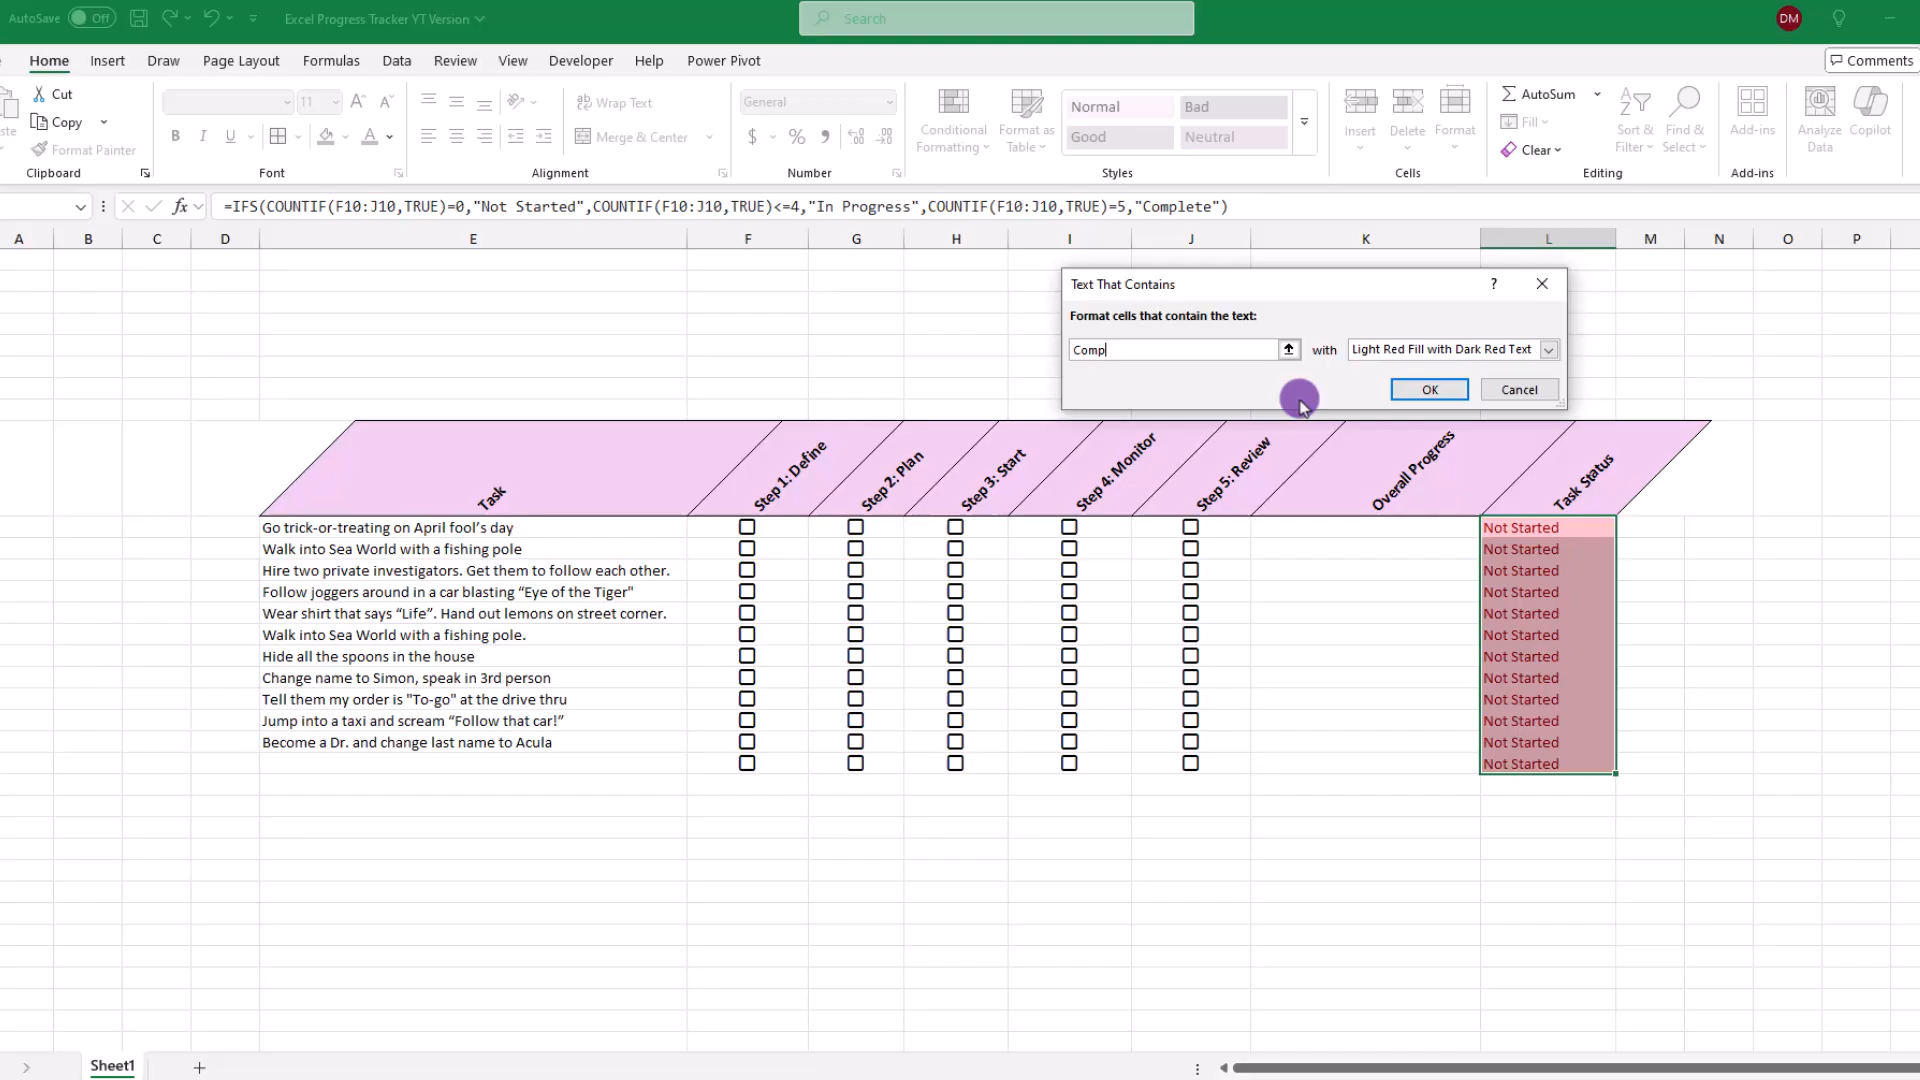 AutoSave Off Excel Progress Tracker YT Version Search DM
Home Insert Draw Page Layout Formulas Data Review View Developer Help Power Pivot Comments
Cut
Copy
Format Painter
Clipboard
11
Font
Wrap Text
Merge & Center
Alignment
General
Number
Conditional Formatting
Format as Table
Normal Bad
Good Neutral
Styles
Insert Delete Format
Cells
AutoSum
Fill
Clear
Sort & Filter
Find & Select
Editing
Add-ins
Add-ins
Analyze Data
Copilot
=IFS(COUNTIF(F10:J10,TRUE)=0,"Not Started",COUNTIF(F10:J10,TRUE)<=4,"In Progress",COUNTIF(F10:J10,TRUE)=5,"Complete")
A B C D E F G H I J K L M N O P
Text That Contains ?
Format cells that contain the text:
Comp with Light Red Fill with Dark Red Text
OK Cancel
Task Step 1: Define Step 2: Plan Step 3: Start Step 4: Monitor Step 5: Review Overall Progress Task Status
Go trick-or-treating on April fool’s day Not Started
Walk into Sea World with a fishing pole Not Started
Hire two private investigators. Get them to follow each other. Not Started
Follow joggers around in a car blasting “Eye of the Tiger" Not Started
Wear shirt that says “Life”. Hand out lemons on street corner. Not Started
Walk into Sea World with a fishing pole. Not Started
Hide all the spoons in the house Not Started
Change name to Simon, speak in 3rd person Not Started
Tell them my order is "To-go" at the drive thru Not Started
Jump into a taxi and scream “Follow that car!” Not Started
Become a Dr. and change last name to Acula Not Started
Not Started
Sheet1